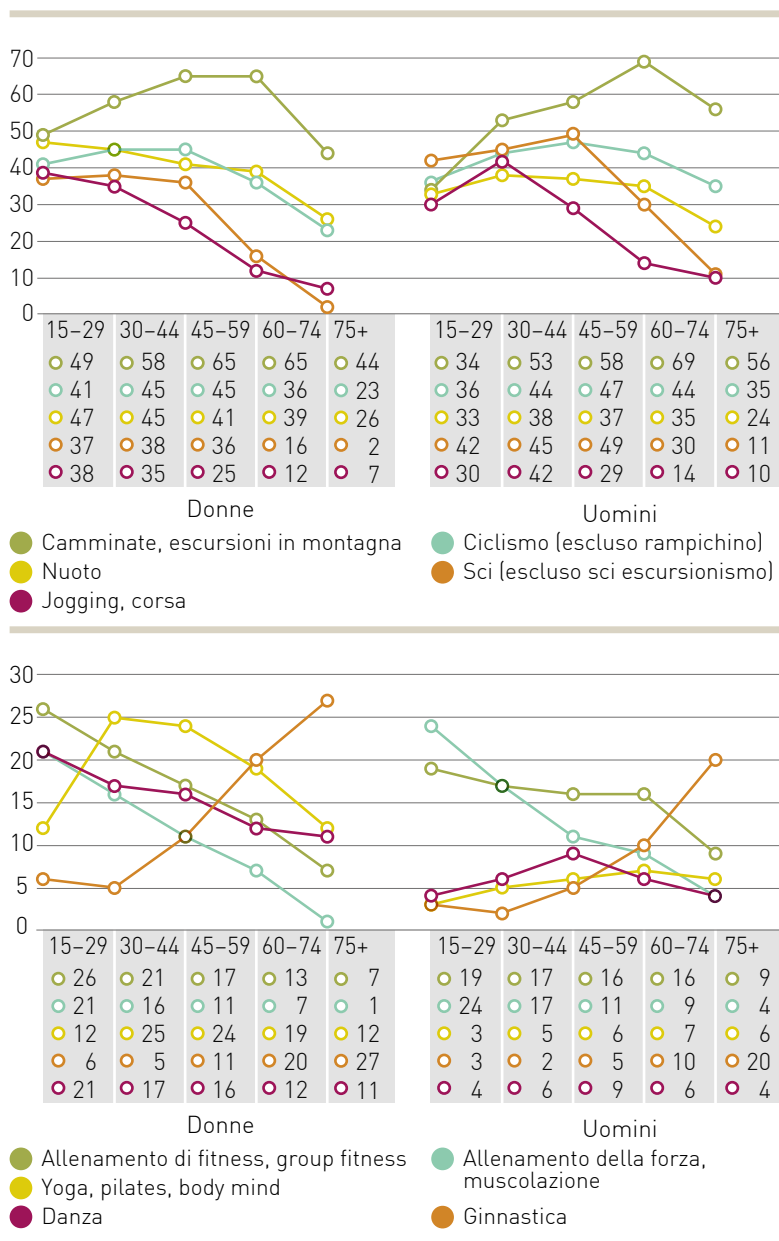 70
60
50
40
30
20
10
0
15–29 30–44 45–59 60–74 75+
49 58 65 65 44
41 45 45 36 23
47 45 41 39 26
37 38 36 16 2
38 35 25 12 7
Donne
15–29 30–44 45–59 60–74 75+
34 53 58 69 56
36 44 47 44 35
33 38 37 35 24
42 45 49 30 11
30 42 29 14 10
Uomini
Camminate, escursioni in montagna
Nuoto
Jogging, corsa
Ciclismo (escluso rampichino)
Sci (escluso sci escursionismo)
30
25
20
15
10
5
0
15–29 30–44 45–59 60–74 75+
26 21 17 13 7
21 16 11 7 1
12 25 24 19 12
6 5 11 20 27
21 17 16 12 11
Donne
15–29 30–44 45–59 60–74 75+
19 17 16 16 9
24 17 11 9 4
3 5 6 7 6
3 2 5 10 20
4 6 9 6 4
Uomini
Allenamento di fitness, group fitness
Yoga, pilates, body mind
Danza
Allenamento della forza,
muscolazione
Ginnastica